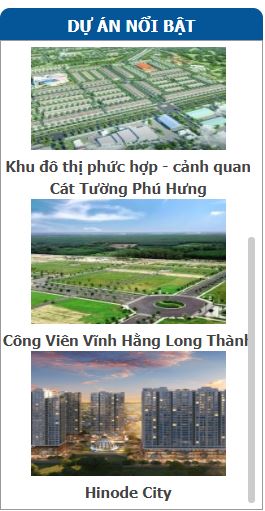 DỰ ÁN NỔI BẬT
Khu đô thị phức hợp - cảnh quan
Cát Tường Phú Hưng
Công Viên Vĩnh Hằng Long Thành
Hinode City